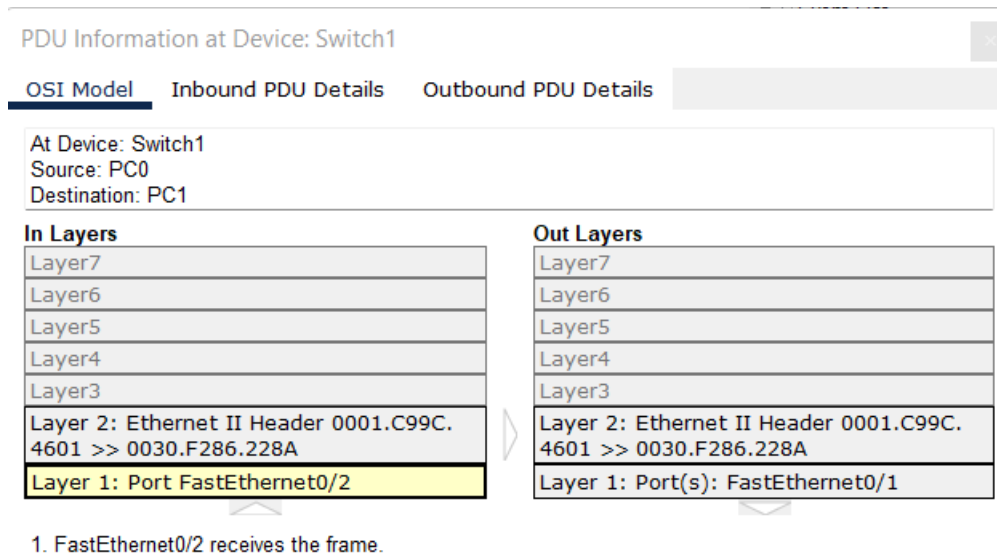 PDU Information at Device: Switch1
OSI Model Inbound PDU Details Outbound PDU Details
At Device: Switch1
Source: PC0
Destination: PC1
In Layers
Layer7
Layer6
Layer5
Layer4
Layer3
Layer 2: Ethernet II Header 0001.C99C.
4601 >> 0030.F286.228A
Layer 1: Port FastEthernet0/2
Out Layers
Layer7
Layer6
Layer5
Layer4
Layer3
Layer 2: Ethernet II Header 0001.C99C.
4601 >> 0030.F286.228A
Layer 1: Port(s): FastEthernet0/1
1. FastEthernet0/2 receives the frame.